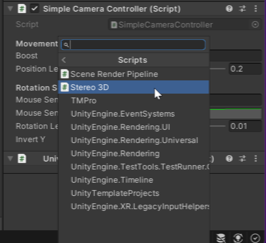 Simple Camera Controller (Script)
Script
SimpleCameraController
Movement
Boost
Position Le
0.2
Rotation S
Mouse Sen
Mouse Sen
Rotation Le
0.01
Invert Y
Uni
Scripts
Scene Render Pipeline
Stereo 3D
TMPro
UnityEngine.EventSystems
UnityEngine.Rendering.UI
UnityEngine.Rendering.Universal
UnityEngine.Rendering
UnityEngine.TestTools.TestRunner.
UnityEngine.Timeline
UnityTemplateProjects
UnityEngine.XR.LegacyInputHelpers